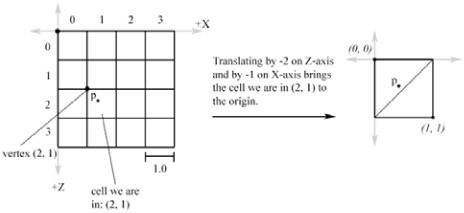 0 1 2 3 +X
0
1
2
3
p
vertex (2, 1)
+Z
cell we are
in: (2, 1)
1.0
Translating by -2 on Z-axis
and by -1 on X-axis brings
the cell we are in (2, 1) to
the origin.
(0, 0)
p
(1, 1)